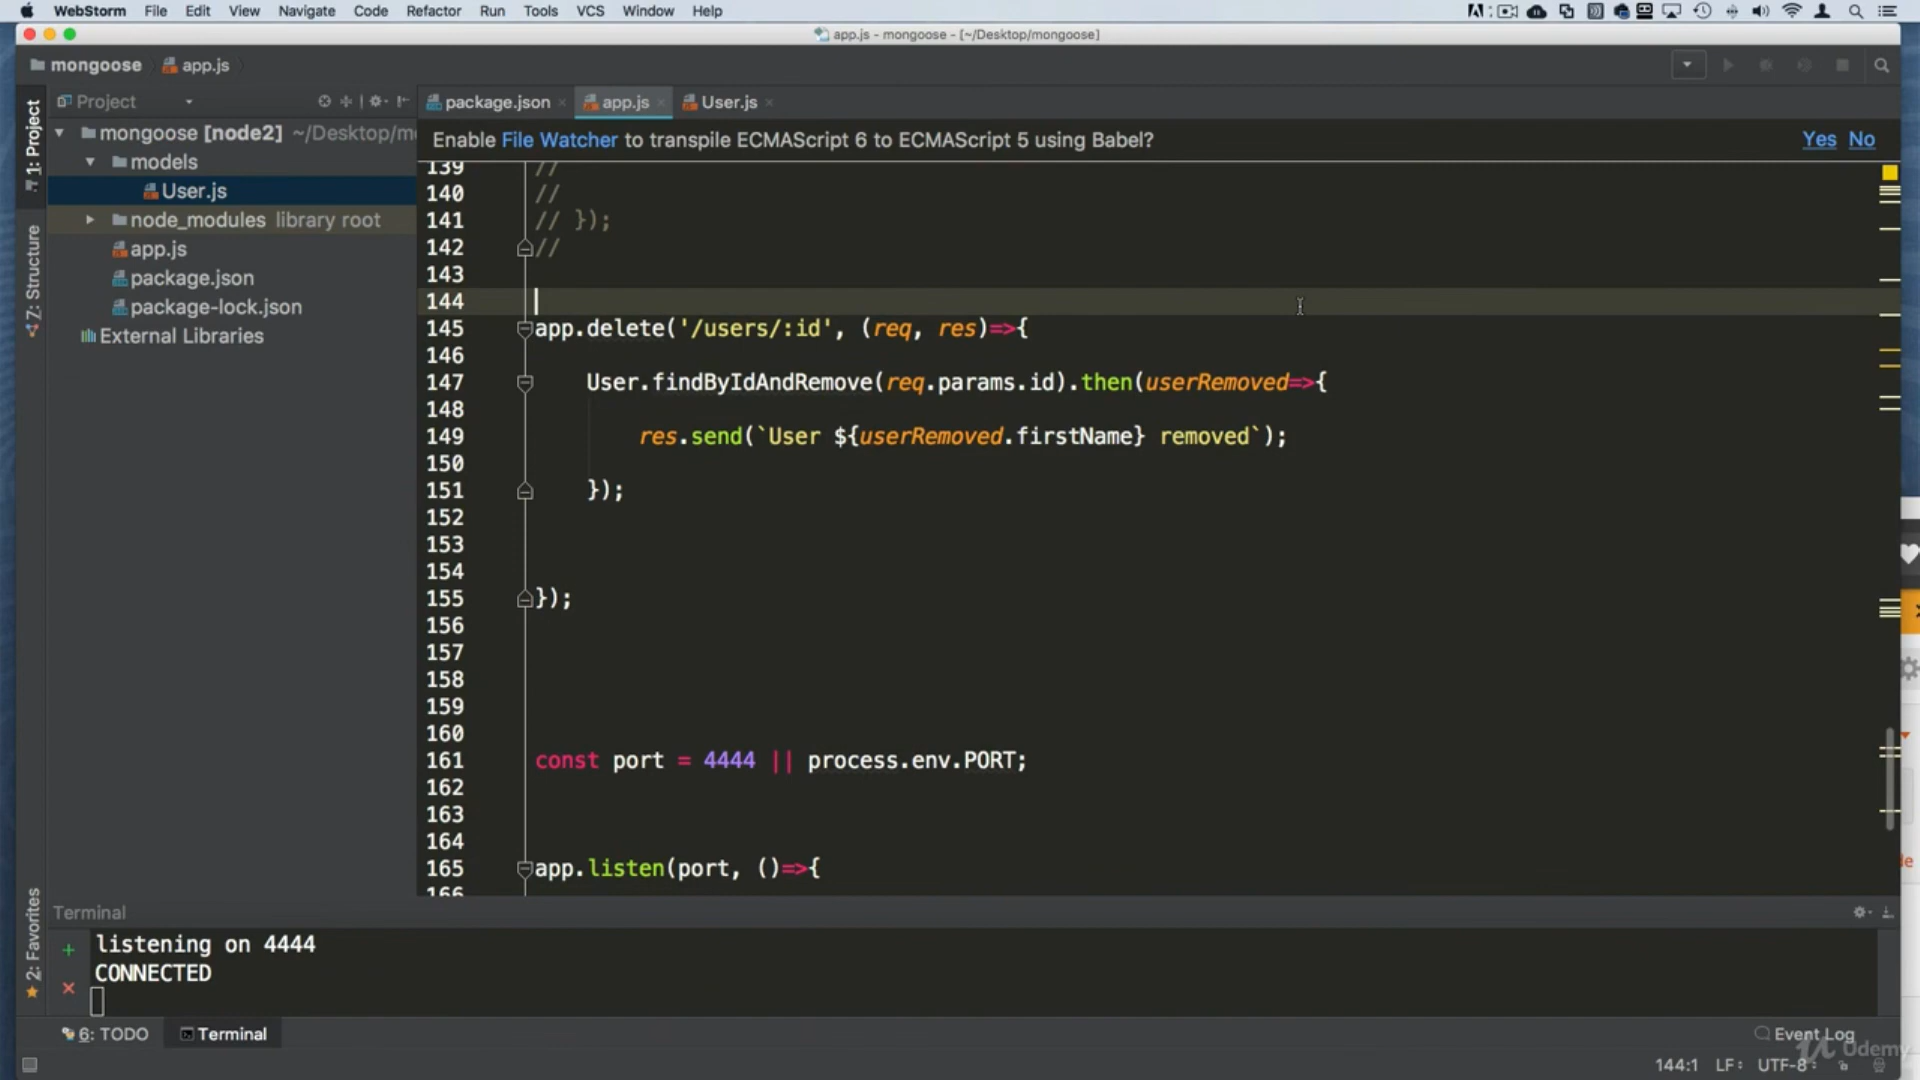 WebStorm File Edit View Navigate Code Refactor Run Tools VCS Window Help
app.js - mongoose - [~/Desktop/mongoose]
mongoose app.js
Project
package.json app.js User.js
1: Project
mongoose [node2] ~/Desktop/m
Enable File Watcher to transpile ECMAScript 6 to ECMAScript 5 using Babel? Yes No
models
User.js
node_modules library root
app.js
package.json
package-lock.json
External Libraries
7: Structure
2: Favorites
139 //
140 //
141 // });
142 //
143
144
145 app.delete('/users/:id', (req, res)=>{
146
147 User.findByIdAndRemove(req.params.id).then(userRemoved=>{
148
149 res.send(`User ${userRemoved.firstName} removed`);
150
151 });
152
153
154
155 });
156
157
158
159
160
161 const port = 4444 || process.env.PORT;
162
163
164
165 app.listen(port, ()=>{
166
Terminal
listening on 4444
CONNECTED
6: TODO Terminal Event Log
Udemy
144:1 LF: UTF-8: